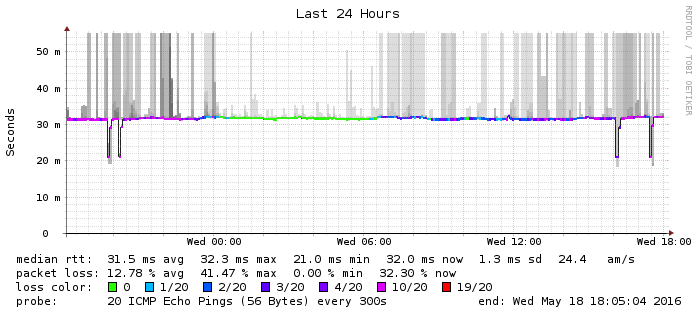 Last 24 Hours
RRDTOOL / TOBI OETIKER
Seconds
50 m
40 m
30 m
20 m
10 m
0
Wed 00:00 Wed 06:00 Wed 12:00 Wed 18:00
median rtt: 31.5 ms avg 32.3 ms max 21.0 ms min 32.0 ms now 1.3 ms sd 24.4 am/s
packet loss: 12.78 % avg 41.47 % max 0.00 % min 32.30 % now
loss color: 0 1/20 2/20 3/20 4/20 10/20 19/20
probe: 20 ICMP Echo Pings (56 Bytes) every 300s end: Wed May 18 18:05:04 2016